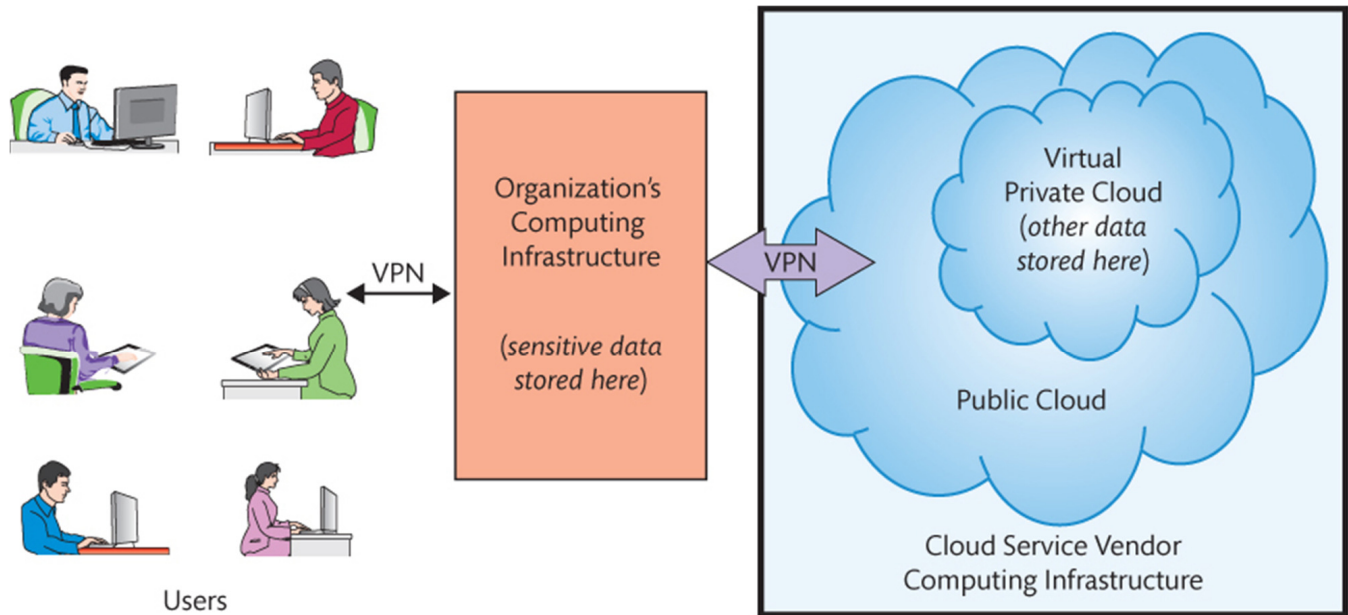 Users
VPN
Organization's
Computing
Infrastructure
(sensitive data
stored here)
VPN
Virtual
Private Cloud
(other data
stored here)
Public Cloud
Cloud Service Vendor
Computing Infrastructure